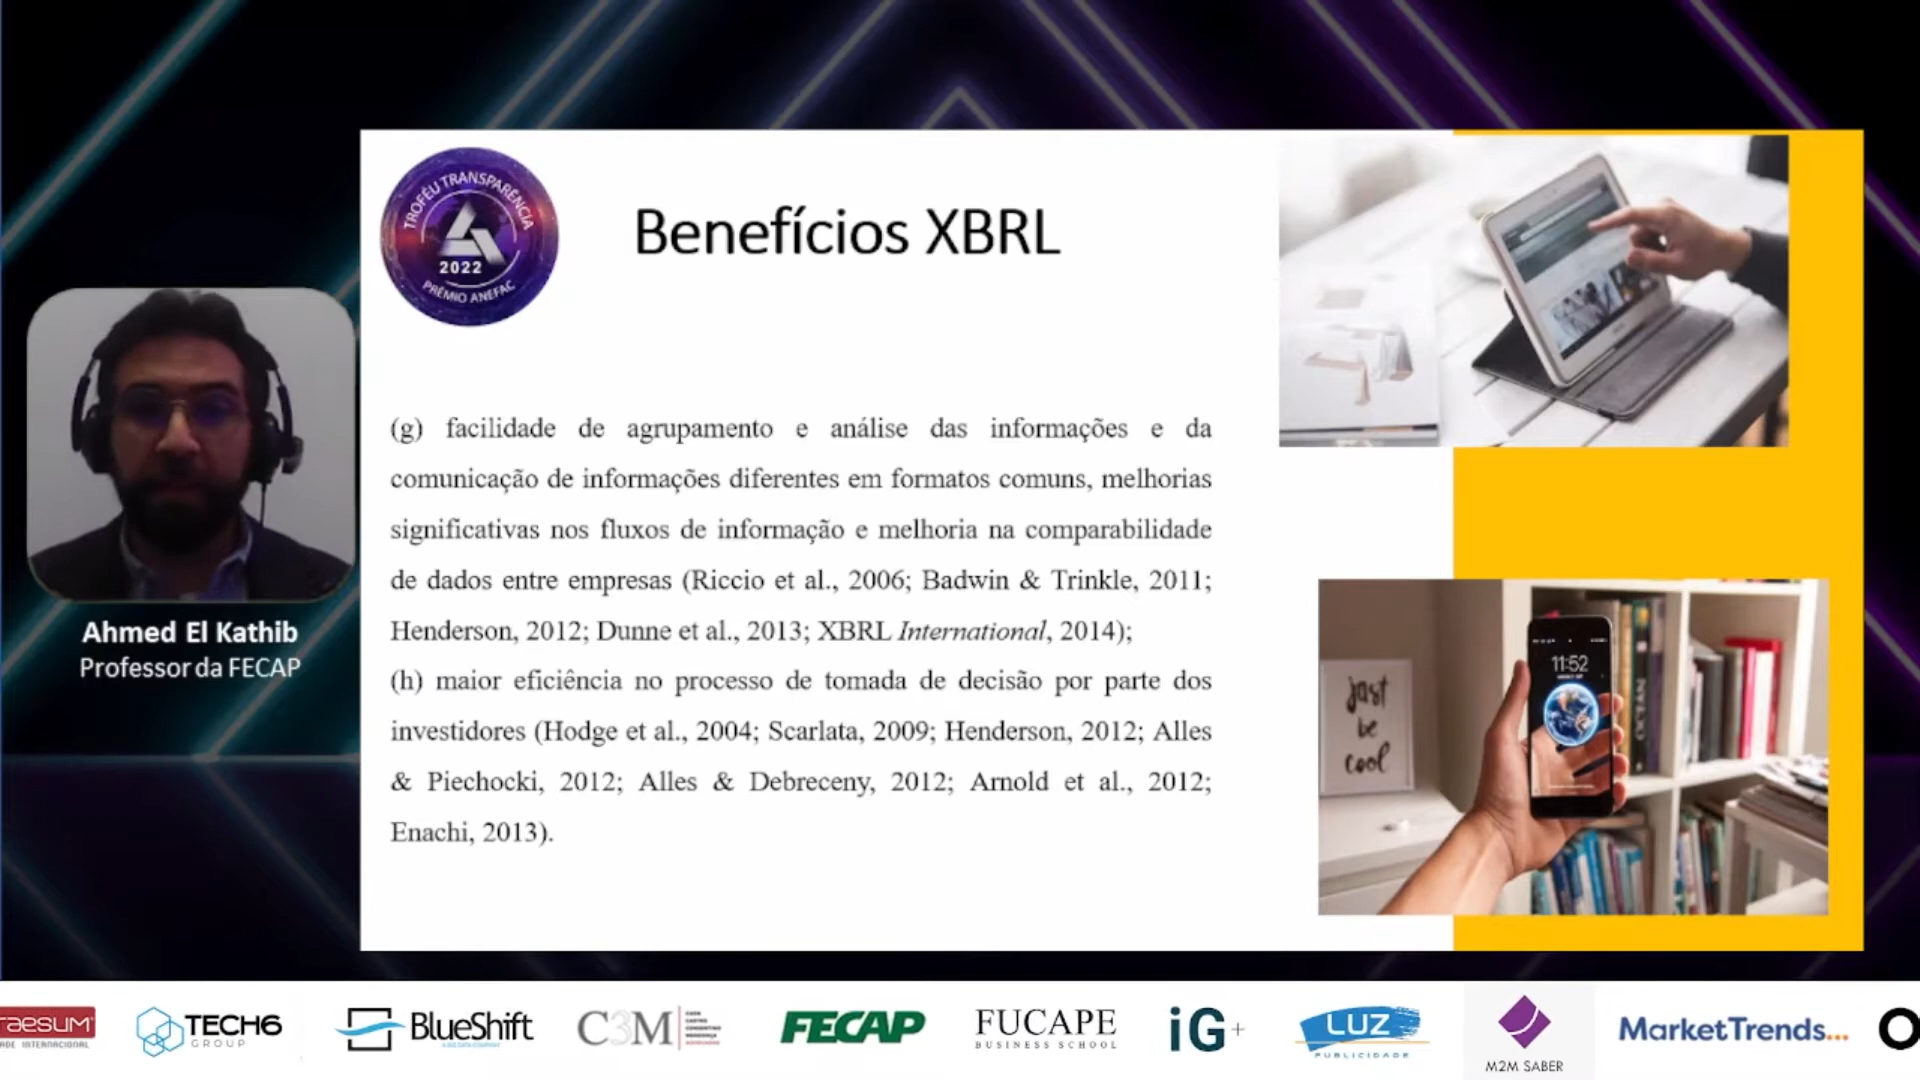 TROFÉU TRANSPARÊNCIA
2022
PRÊMIO ANEFAC
Benefícios XBRL
(g) facilidade de agrupamento e análise das informações e da
comunicação de informações diferentes em formatos comuns, melhorias
significativas nos fluxos de informação e melhoria na comparabilidade
de dados entre empresas (Riccio et al., 2006; Badwin & Trinkle, 2011;
Henderson, 2012; Dunne et al., 2013; XBRL International, 2014);
(h) maior eficiência no processo de tomada de decisão por parte dos
investidores (Hodge et al., 2004; Scarlata, 2009; Henderson, 2012; Alles
& Piechocki, 2012; Alles & Debreceny, 2012; Arnold et al., 2012;
Enachi, 2013).
Ahmed El Kathib
Professor da FECAP
just
be
cool
11:52
OCEAN
raesum
ADE INTERNACIONAL
TECH6
GROUP
BlueShift
C3M
FECAP
FUCAPE
BUSINESS SCHOOL
iG+
LUZ
PUBLICIDADE
M2M SABER
MarketTrends...